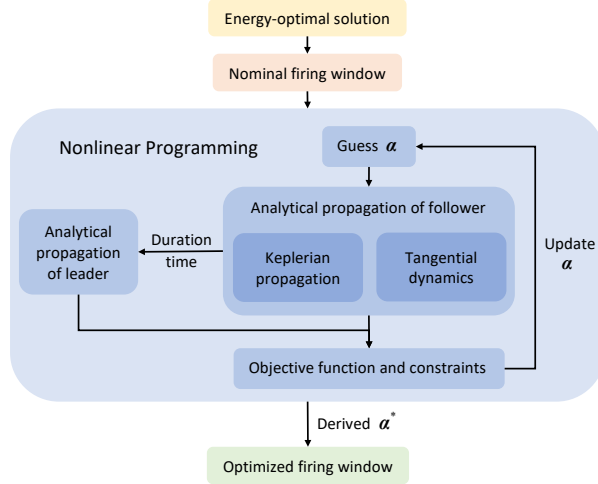 Energy-optimal solution
Nominal firing window
Nonlinear Programming
Guess α
Analytical propagation of follower
Keplerian
propagation
Tangential
dynamics
Analytical
propagation
of leader
Duration
time
Update
α
Objective function and constraints
Derived α*
Optimized firing window